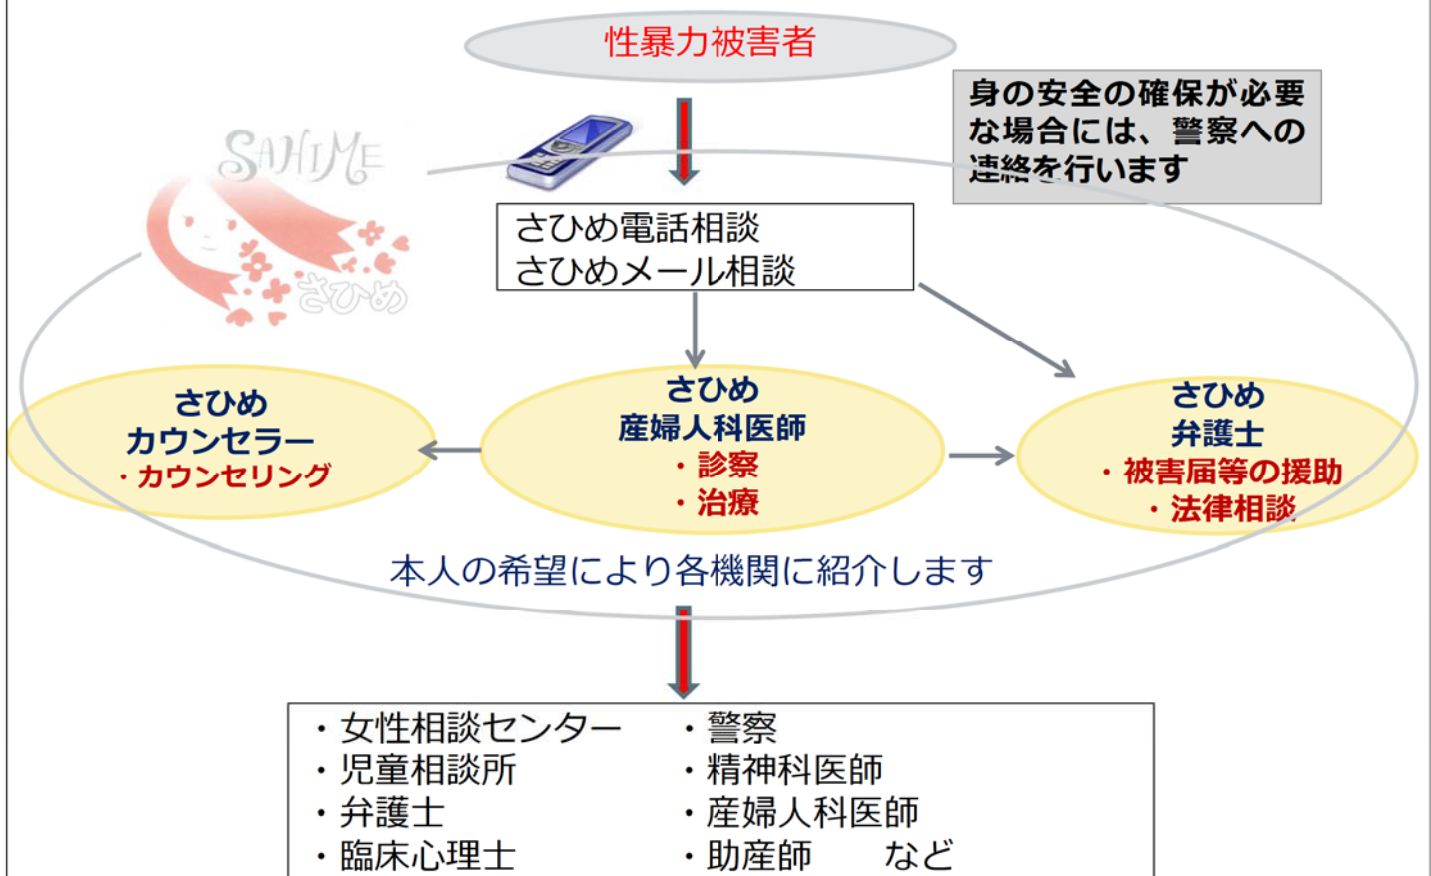 性暴力被害者
身の安全の確保が必要
な場合には、警察への
連絡を行います
SAHIME
さひめ
さひめ電話相談
さひめメール相談
さひめ
カウンセラー
・カウンセリング
さひめ
産婦人科医師
・診察
・治療
さひめ
弁護士
・被害届等の援助
・法律相談
本人の希望により各機関に紹介します
・女性相談センター ・警察
・児童相談所 ・精神科医師
・弁護士 ・産婦人科医師
・臨床心理士 ・助産師 など